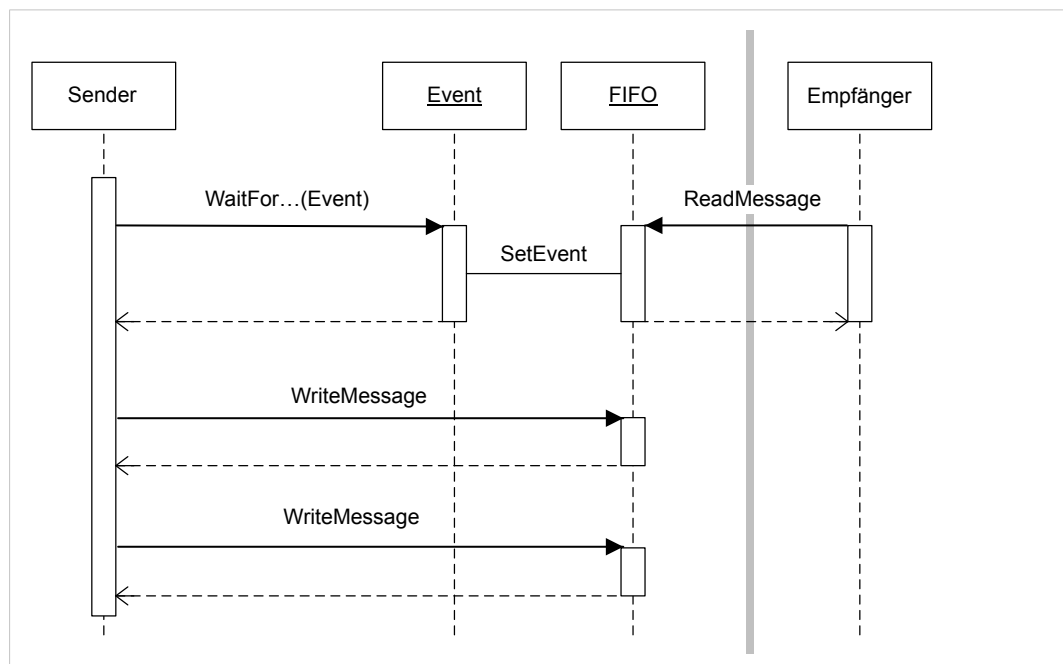 Sender
Event
FIFO
Empfänger
WaitFor…(Event)
ReadMessage
SetEvent
WriteMessage
WriteMessage